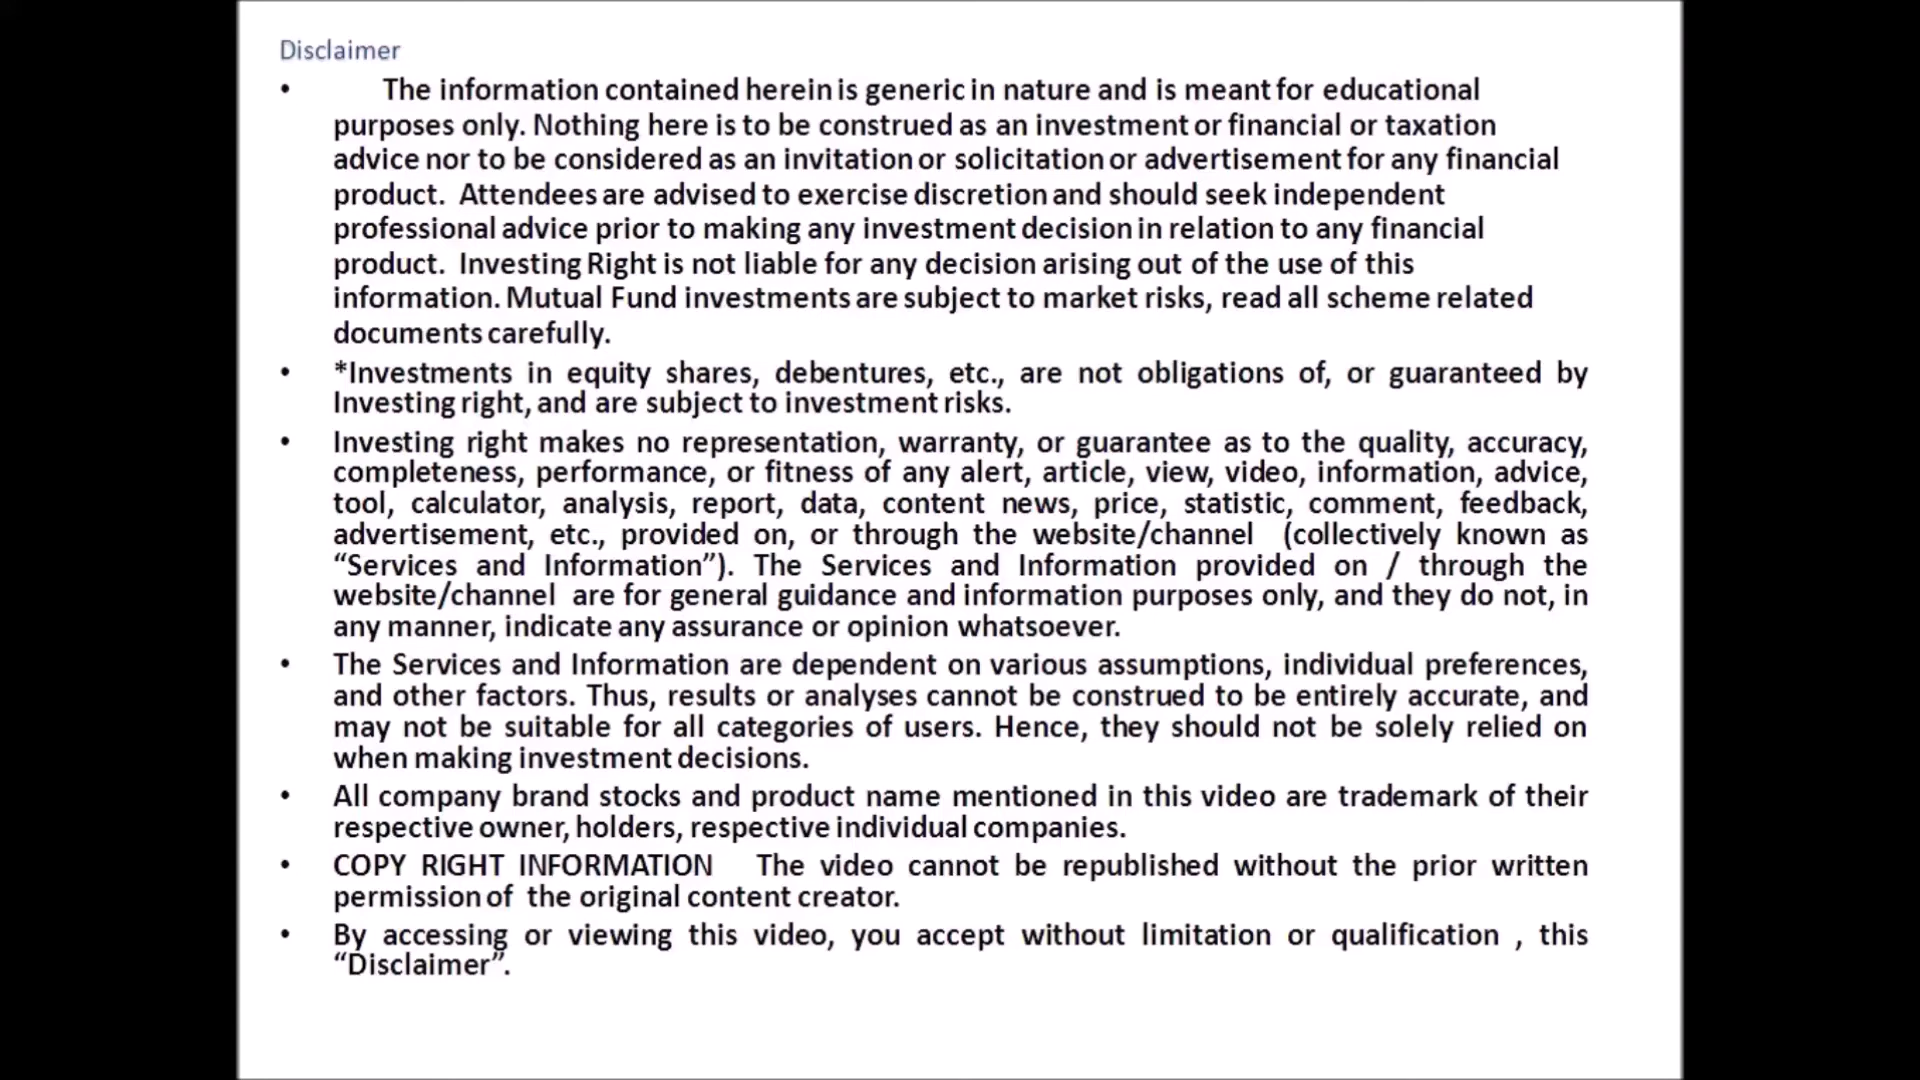 Disclaimer
• The information contained herein is generic in nature and is meant for educational
purposes only. Nothing here is to be construed as an investment or financial or taxation
advice nor to be considered as an invitation or solicitation or advertisement for any financial
product. Attendees are advised to exercise discretion and should seek independent
professional advice prior to making any investment decision in relation to any financial
product. Investing Right is not liable for any decision arising out of the use of this
information. Mutual Fund investments are subject to market risks, read all scheme related
documents carefully.
• *Investments in equity shares, debentures, etc., are not obligations of, or guaranteed by
Investing right, and are subject to investment risks.
• Investing right makes no representation, warranty, or guarantee as to the quality, accuracy,
completeness, performance, or fitness of any alert, article, view, video, information, advice,
tool, calculator, analysis, report, data, content news, price, statistic, comment, feedback,
advertisement, etc., provided on, or through the website/channel (collectively known as
“Services and Information”). The Services and Information provided on / through the
website/channel are for general guidance and information purposes only, and they do not, in
any manner, indicate any assurance or opinion whatsoever.
• The Services and Information are dependent on various assumptions, individual preferences,
and other factors. Thus, results or analyses cannot be construed to be entirely accurate, and
may not be suitable for all categories of users. Hence, they should not be solely relied on
when making investment decisions.
• All company brand stocks and product name mentioned in this video are trademark of their
respective owner, holders, respective individual companies.
• COPY RIGHT INFORMATION The video cannot be republished without the prior written
permission of the original content creator.
• By accessing or viewing this video, you accept without limitation or qualification , this
“Disclaimer”.